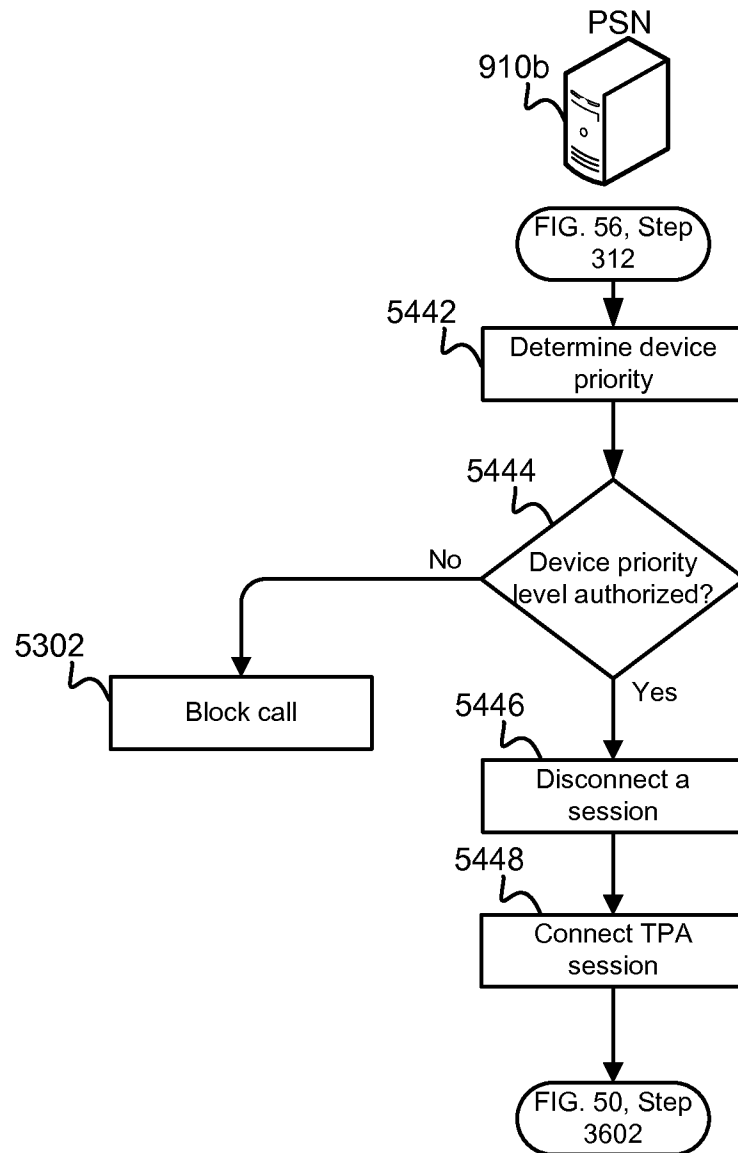 PSN
910b
FIG. 56, Step
312
5442
Determine device
priority
5444
No
Device priority
level authorized?
5302
Block call
Yes
5446
Disconnect a
session
5448
Connect TPA
session
FIG. 50, Step
3602